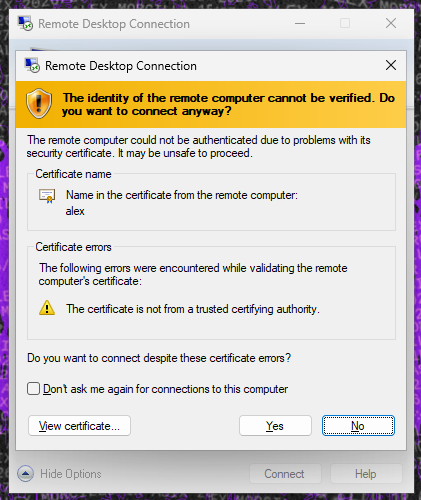 Remote Desktop Connection
Remote Desktop Connection
The identity of the remote computer cannot be verified. Do
you want to connect anyway?
The remote computer could not be authenticated due to problems with its
security certificate. It may be unsafe to proceed.
Certificate name
Name in the certificate from the remote computer:
alex
Certificate errors
The following errors were encountered while validating the remote
computer's certificate:
The certificate is not from a trusted certifying authority.
Do you want to connect despite these certificate errors?
Don't ask me again for connections to this computer
View certificate... Yes No
Hide Options Connect Help